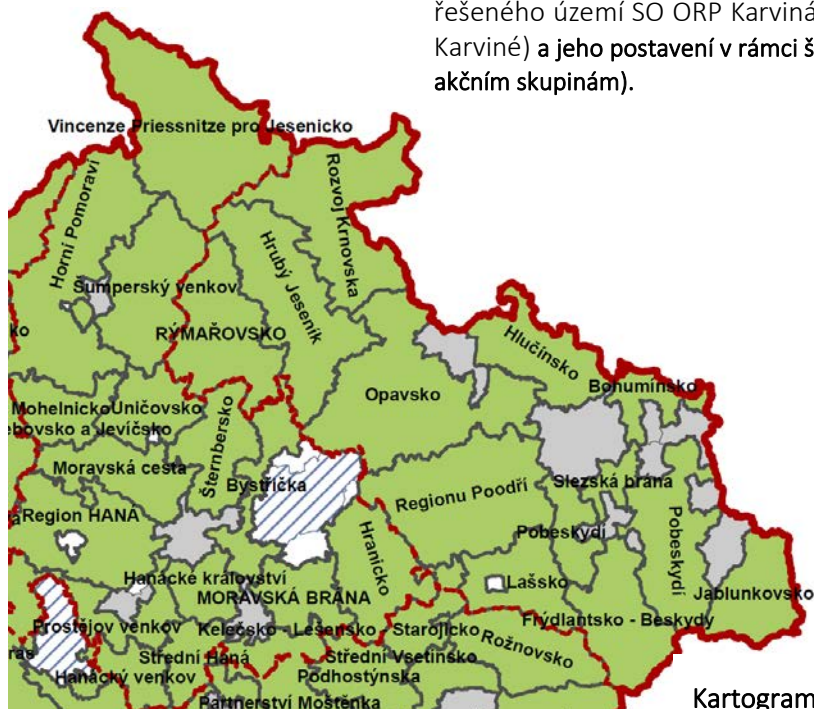 řešeného území SO ORP Karviná
Karviné) a jeho postavení v rámci
akčním skupinám).
Vincenze Priessnitze pro Jesenicko
Rozvoj Krnovska
Horní Pomoraví
Hrubý Jeseník
Šumperský venkov
RÝMAŘOVSKO
Hlučínsko
Bohumínsko
Opavsko
Mohelnicko
Uničovsko
a Jevíčsko
Šternbersko
Moravská cesta
Bystřička
Regionu Poodří
Slezská brána
Region HANÁ
Hranicko
Pobeskydí
Pobeskydí
Hanácké království
MORAVSKÁ BRÁNA
Lašsko
Jablunkovsko
Prostějov venkov
Kelečsko - Lešensko - Starojicko
Frýdlantsko - Beskydy
Rožnovsko
Střední Haná
Střední Vsetínsko
Hanácký venkov
Podhostýnska
Partnerství Moštěnka
Kartogram